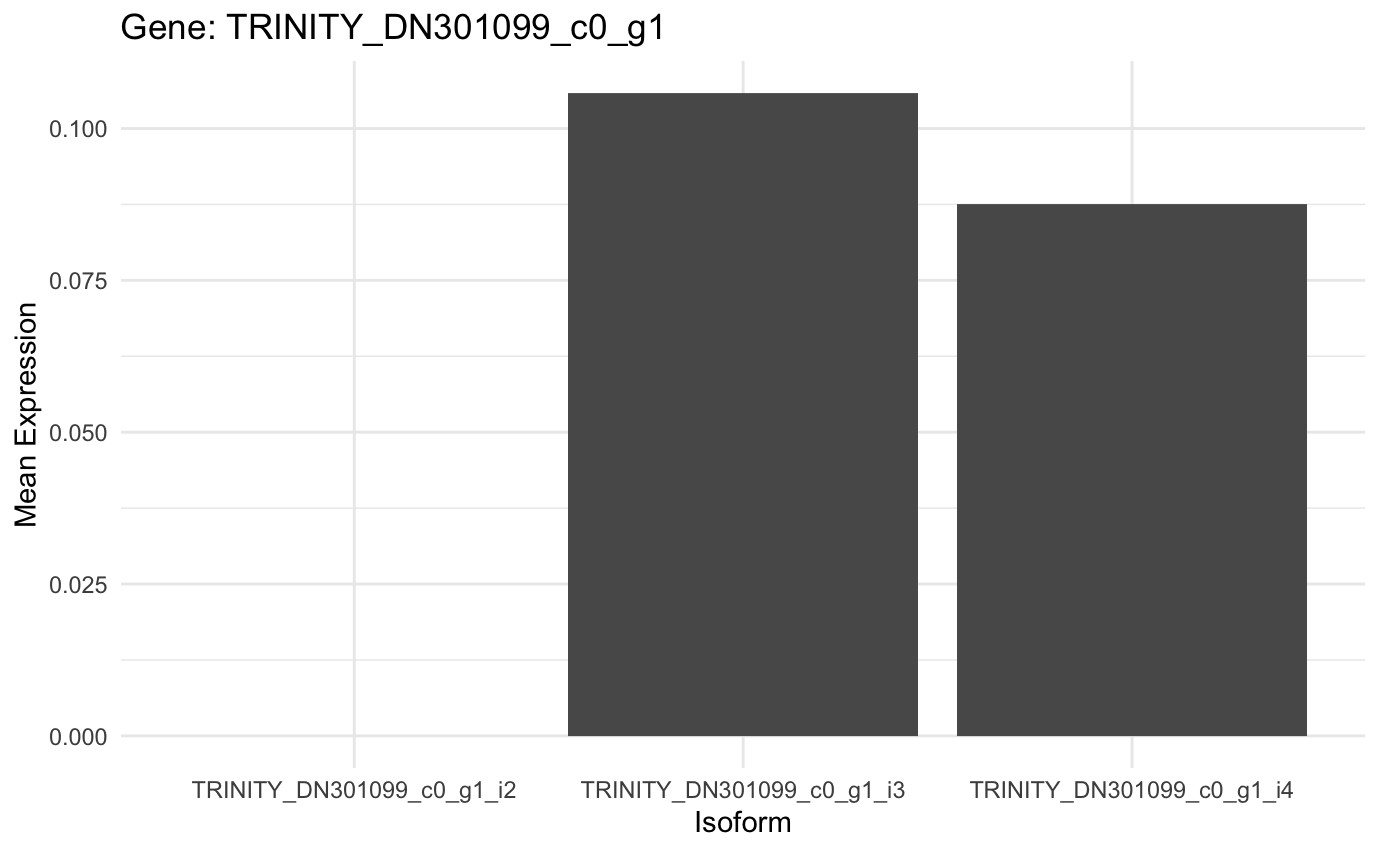 Gene: TRINITY_DN301099_c0_g1
Mean Expression
0.100
0.075
0.050
0.025
0.000
TRINITY_DN301099_c0_g1_i2 TRINITY_DN301099_c0_g1_i3 TRINITY_DN301099_c0_g1_i4
Isoform